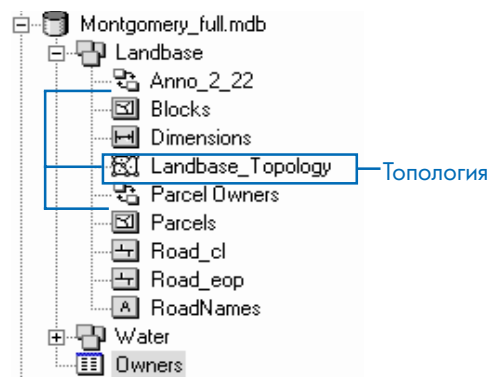 Montgomery_full.mdb
Landbase
Anno_2_22
Blocks
Dimensions
Landbase_Topology
Топология
Parcel Owners
Parcels
Road_cl
Road_eop
A RoadNames
Water
Owners